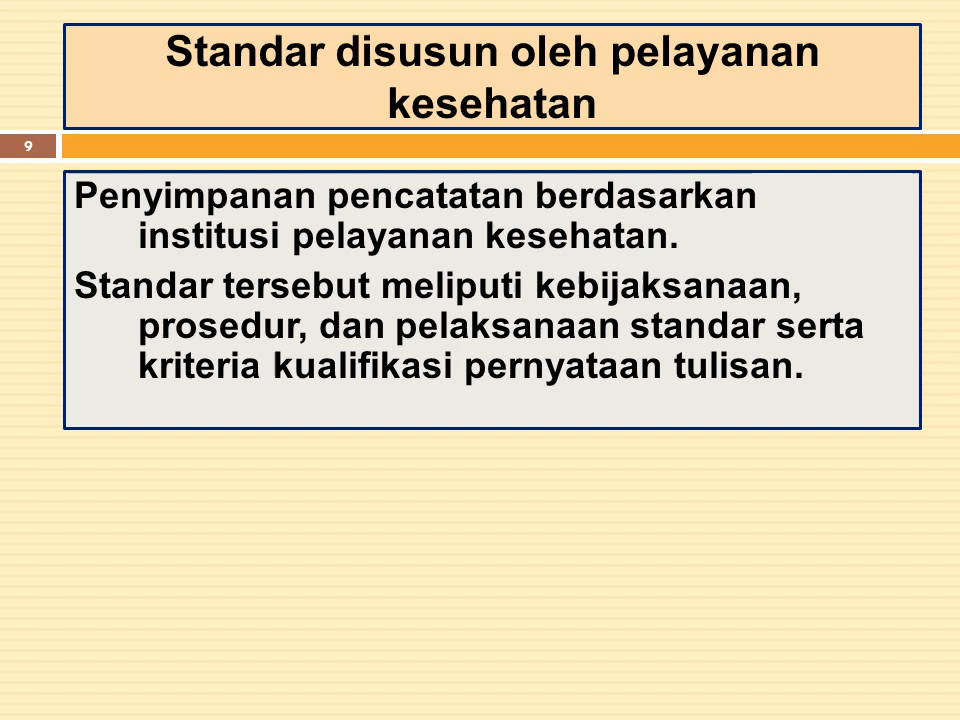 Standar disusun oleh pelayanan
kesehatan
9
Penyimpanan pencatatan berdasarkan
institusi pelayanan kesehatan.
Standar tersebut meliputi kebijaksanaan,
prosedur, dan pelaksanaan standar serta
kriteria kualifikasi pernyataan tulisan.